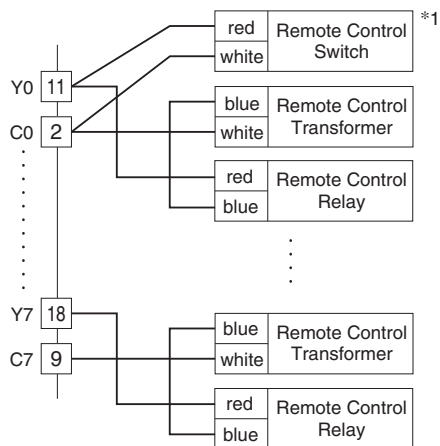 red
white
Remote Control
Switch
*1
Y0 11
C0 2
blue
white
Remote Control
Transformer
red
blue
Remote Control
Relay
Y7 18
C7 9
blue
white
Remote Control
Transformer
red
blue
Remote Control
Relay